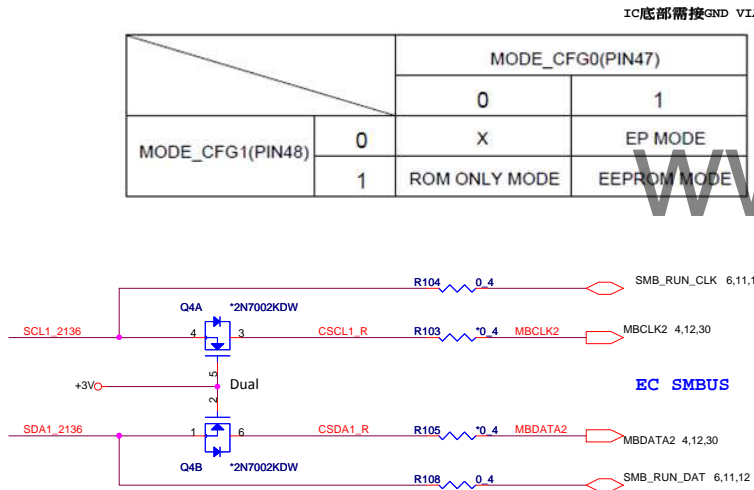 IC底部需接GND VIA
MODE_CFG0(PIN47)
0 1
MODE_CFG1(PIN48) 0 X EP MODE
1 ROM ONLY MODE EEPROM MODE
R104 0_4 SMB_RUN_CLK 6,11,1
Q4A *2N7002KDW
SCL1_2136 4 3 CSCL1_R R103 *0_4 MBCLK2 MBCLK2 4,12,30
5
+3V Dual EC SMBUS
2
SDA1_2136 1 6 CSDA1_R R105 *0_4 MBDATA2 MBDATA2 4,12,30
Q4B *2N7002KDW
R108 0_4 SMB_RUN_DAT 6,11,12